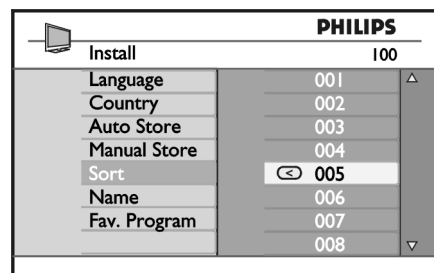 PHILIPS
Install 100
Language 001
Country 002
Auto Store 003
Manual Store 004
Sort < 005
Name 006
Fav. Program 007
008